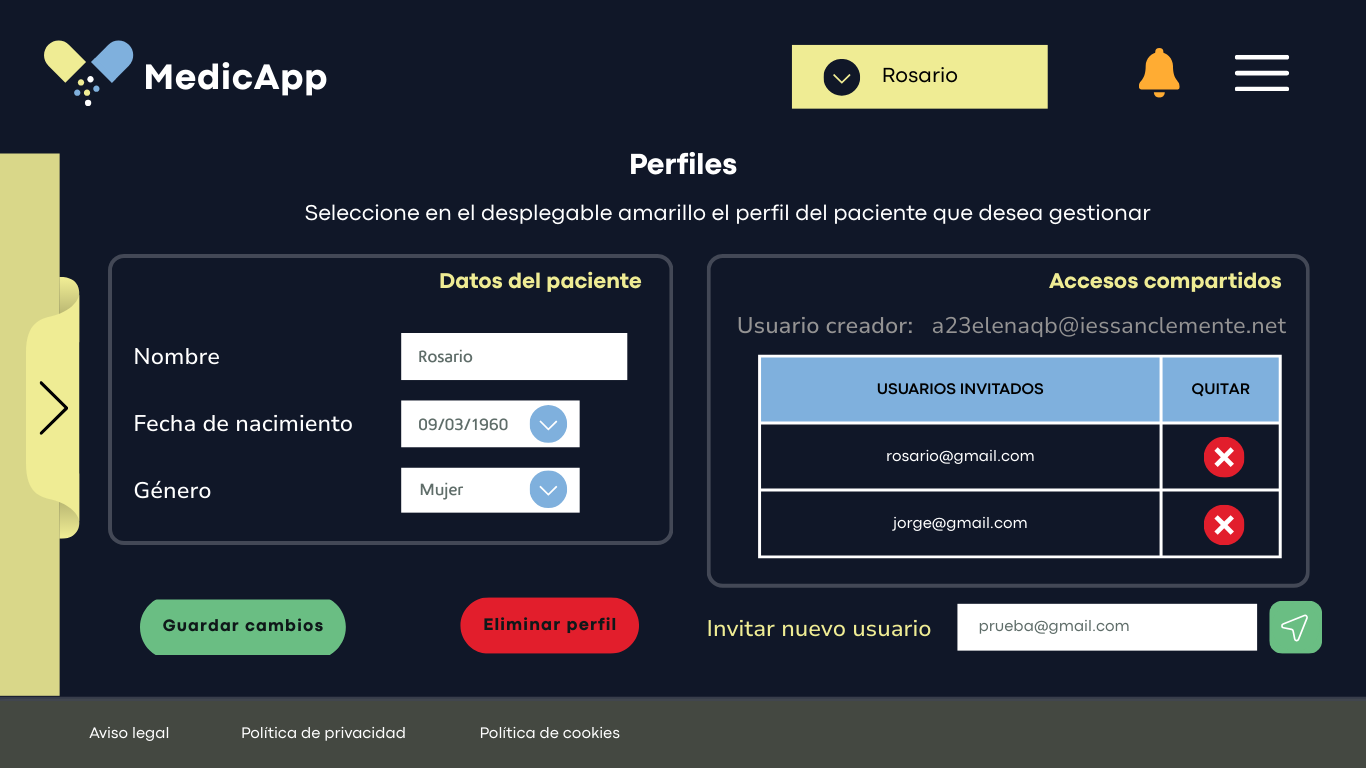 MedicApp
Rosario
Perfiles
Seleccione en el desplegable amarillo el perfil del paciente que desea gestionar
Datos del paciente
Nombre
Rosario
Fecha de nacimiento
09/03/1960
Género
Mujer
Guardar cambios
Eliminar perfil
Accesos compartidos
Usuario creador: a23elenaqb@iessanclemente.net
USUARIOS INVITADOS
QUITAR
rosario@gmail.com
jorge@gmail.com
Invitar nuevo usuario
prueba@gmail.com
Aviso legal
Política de privacidad
Política de cookies